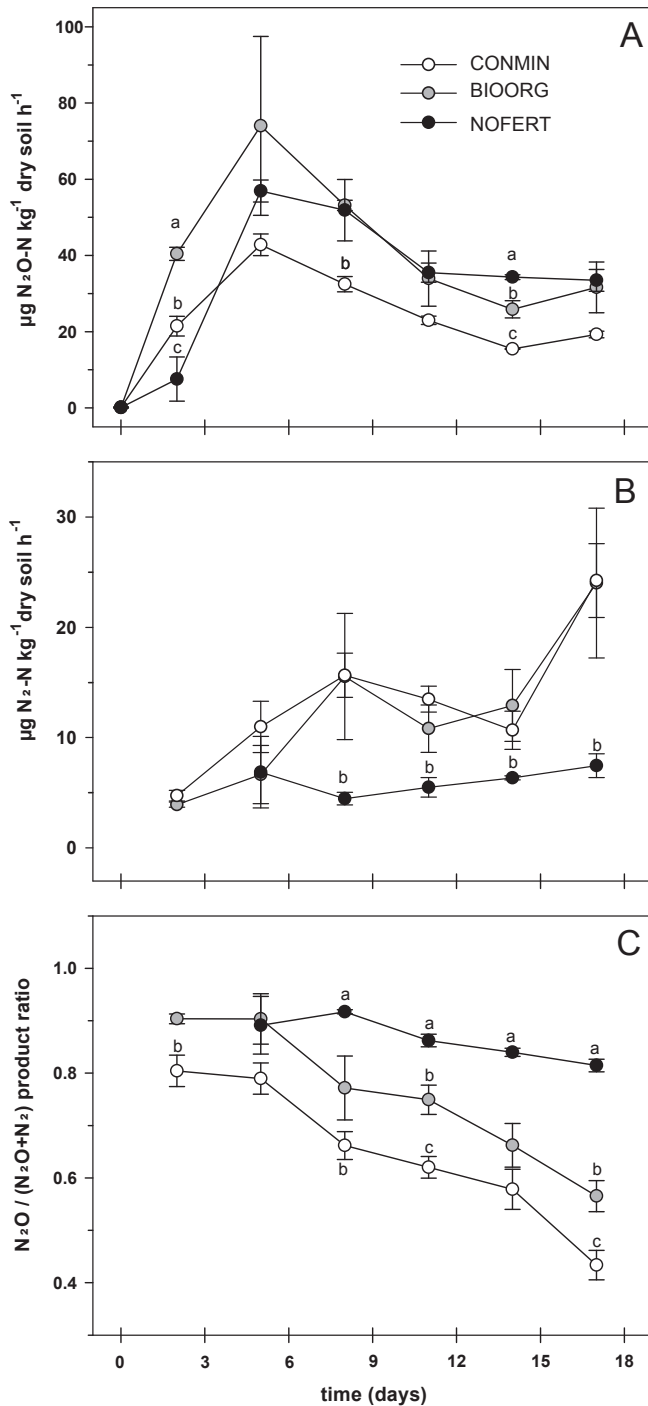 A
CONMIN
BIOORG
NOFERT
µg N₂O-N kg⁻¹ dry soil h⁻¹
100
80
60
40
20
0
a
b
c
b
a
b
c
B
µg N₂-N kg⁻¹ dry soil h⁻¹
30
20
10
0
b
b
b
b
C
N₂O / (N₂O+N₂) product ratio
1.0
0.8
0.6
0.4
b
a
b
a
b
c
a
a
b
c
0 3 6 9 12 15 18
time (days)